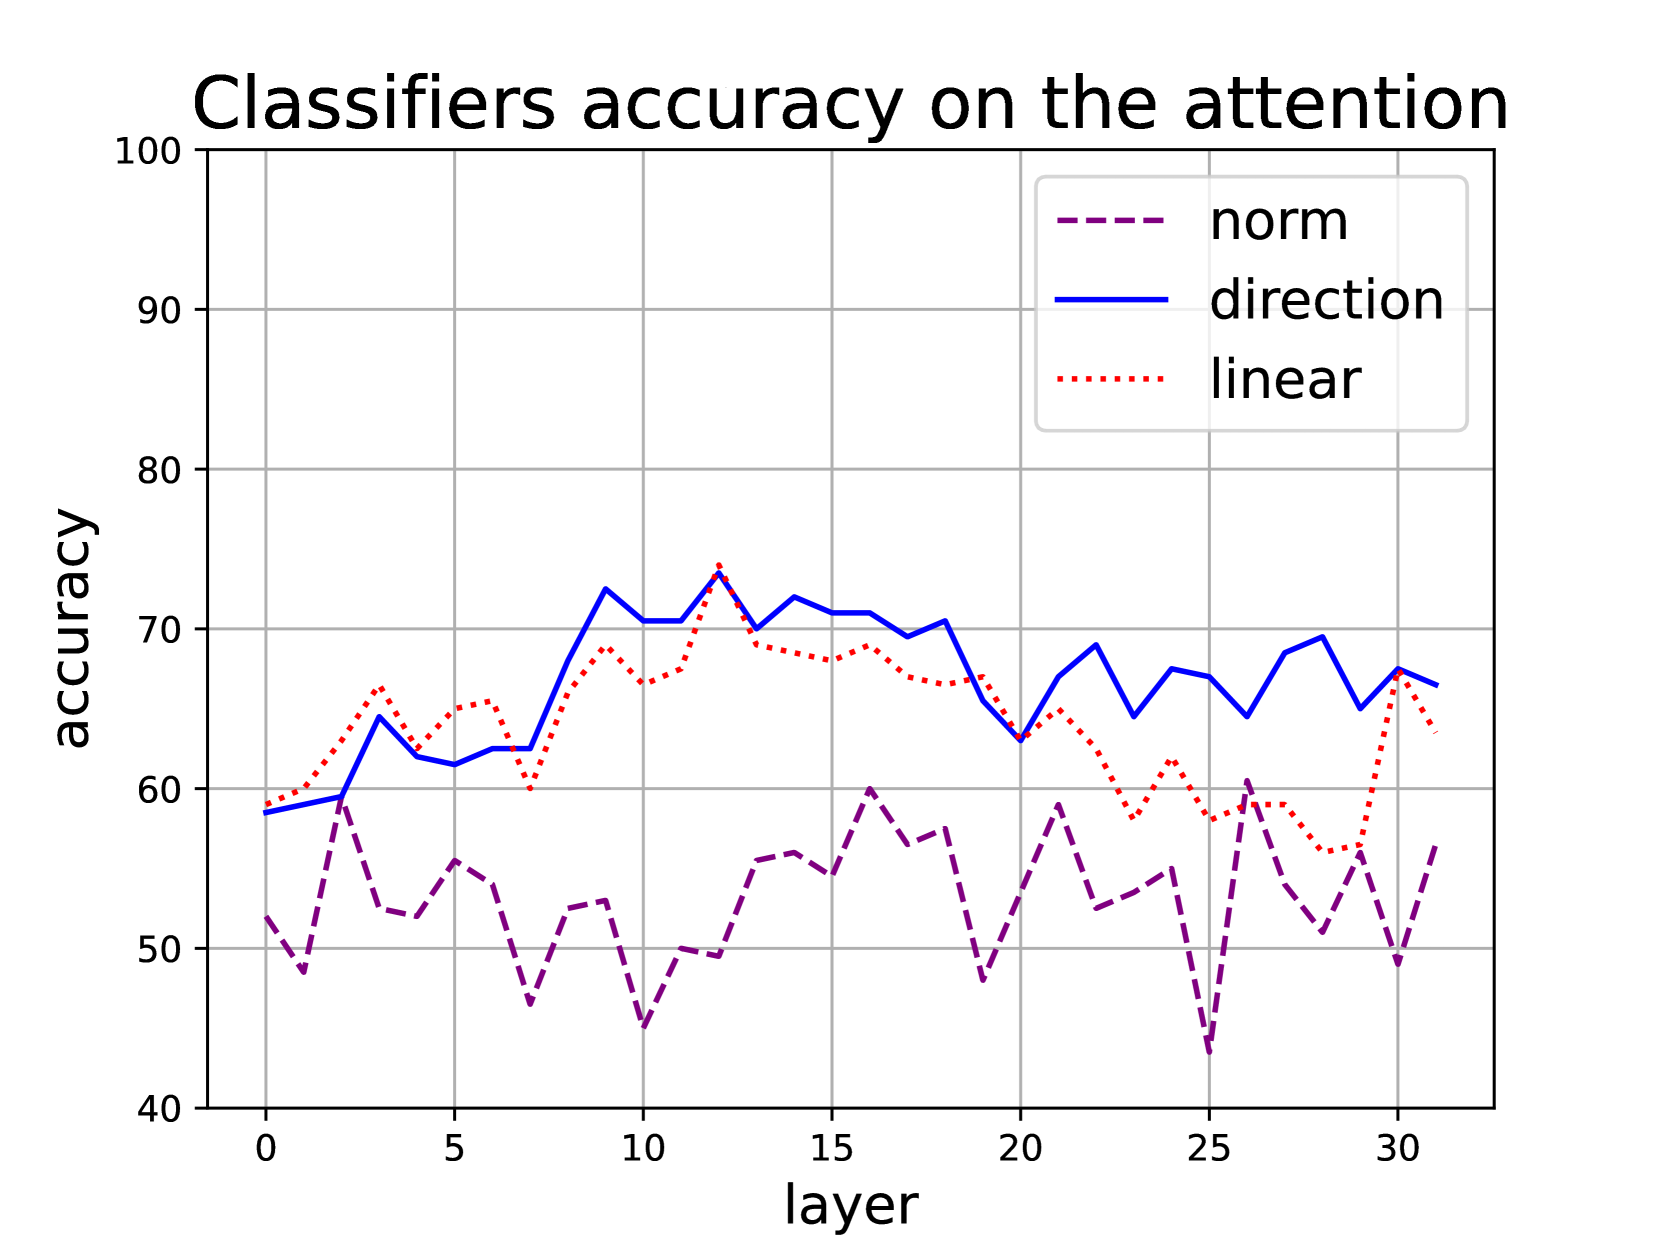 Classifiers accuracy on the attention
100
90
80
70
60
50
40
accuracy
norm
direction
linear
0 5 10 15 20 25 30
layer